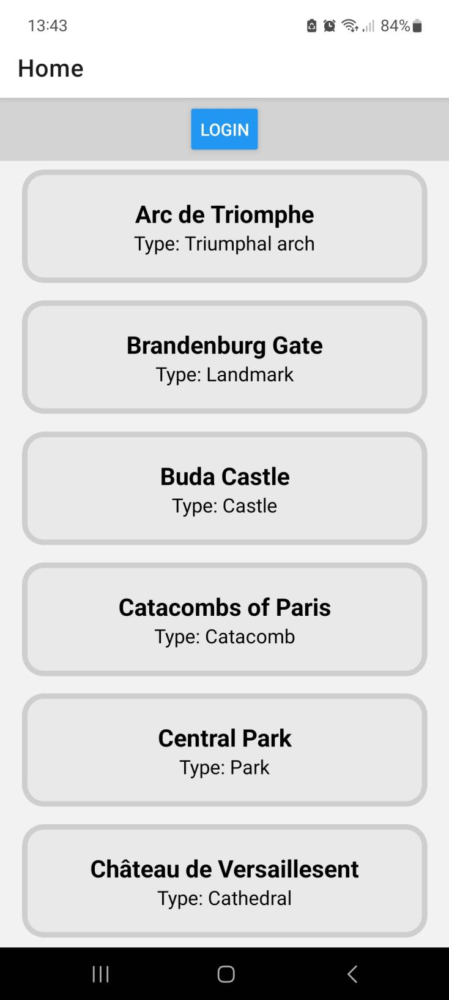 13:43
84%
Home
LOGIN
Arc de Triomphe
Type: Triumphal arch
Brandenburg Gate
Type: Landmark
Buda Castle
Type: Castle
Catacombs of Paris
Type: Catacomb
Central Park
Type: Park
Château de Versaillesent
Type: Cathedral